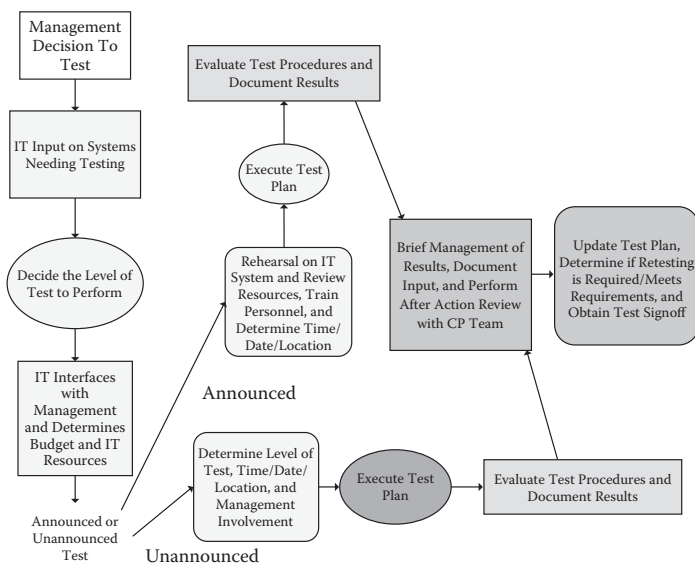 Management
Decision To
Test
IT Input on Systems
Needing Testing
Decide the Level of
Test to Perform
IT Interfaces
with
Management
and Determines
Budget and IT
Resources
Announced or
Unannounced
Test
Announced
Rehearsal on IT
System and Review
Resources, Train
Personnel, and
Determine Time/
Date/Location
Execute Test
Plan
Evaluate Test Procedures and
Document Results
Unannounced
Determine Level of
Test, Time/Date/
Location, and
Management
Involvement
Execute Test
Plan
Evaluate Test Procedures and
Document Results
Brief Management of
Results, Document
Input, and Perform
After Action Review
with CP Team
Update Test Plan,
Determine if Retesting
is Required/Meets
Requirements, and
Obtain Test Signoff